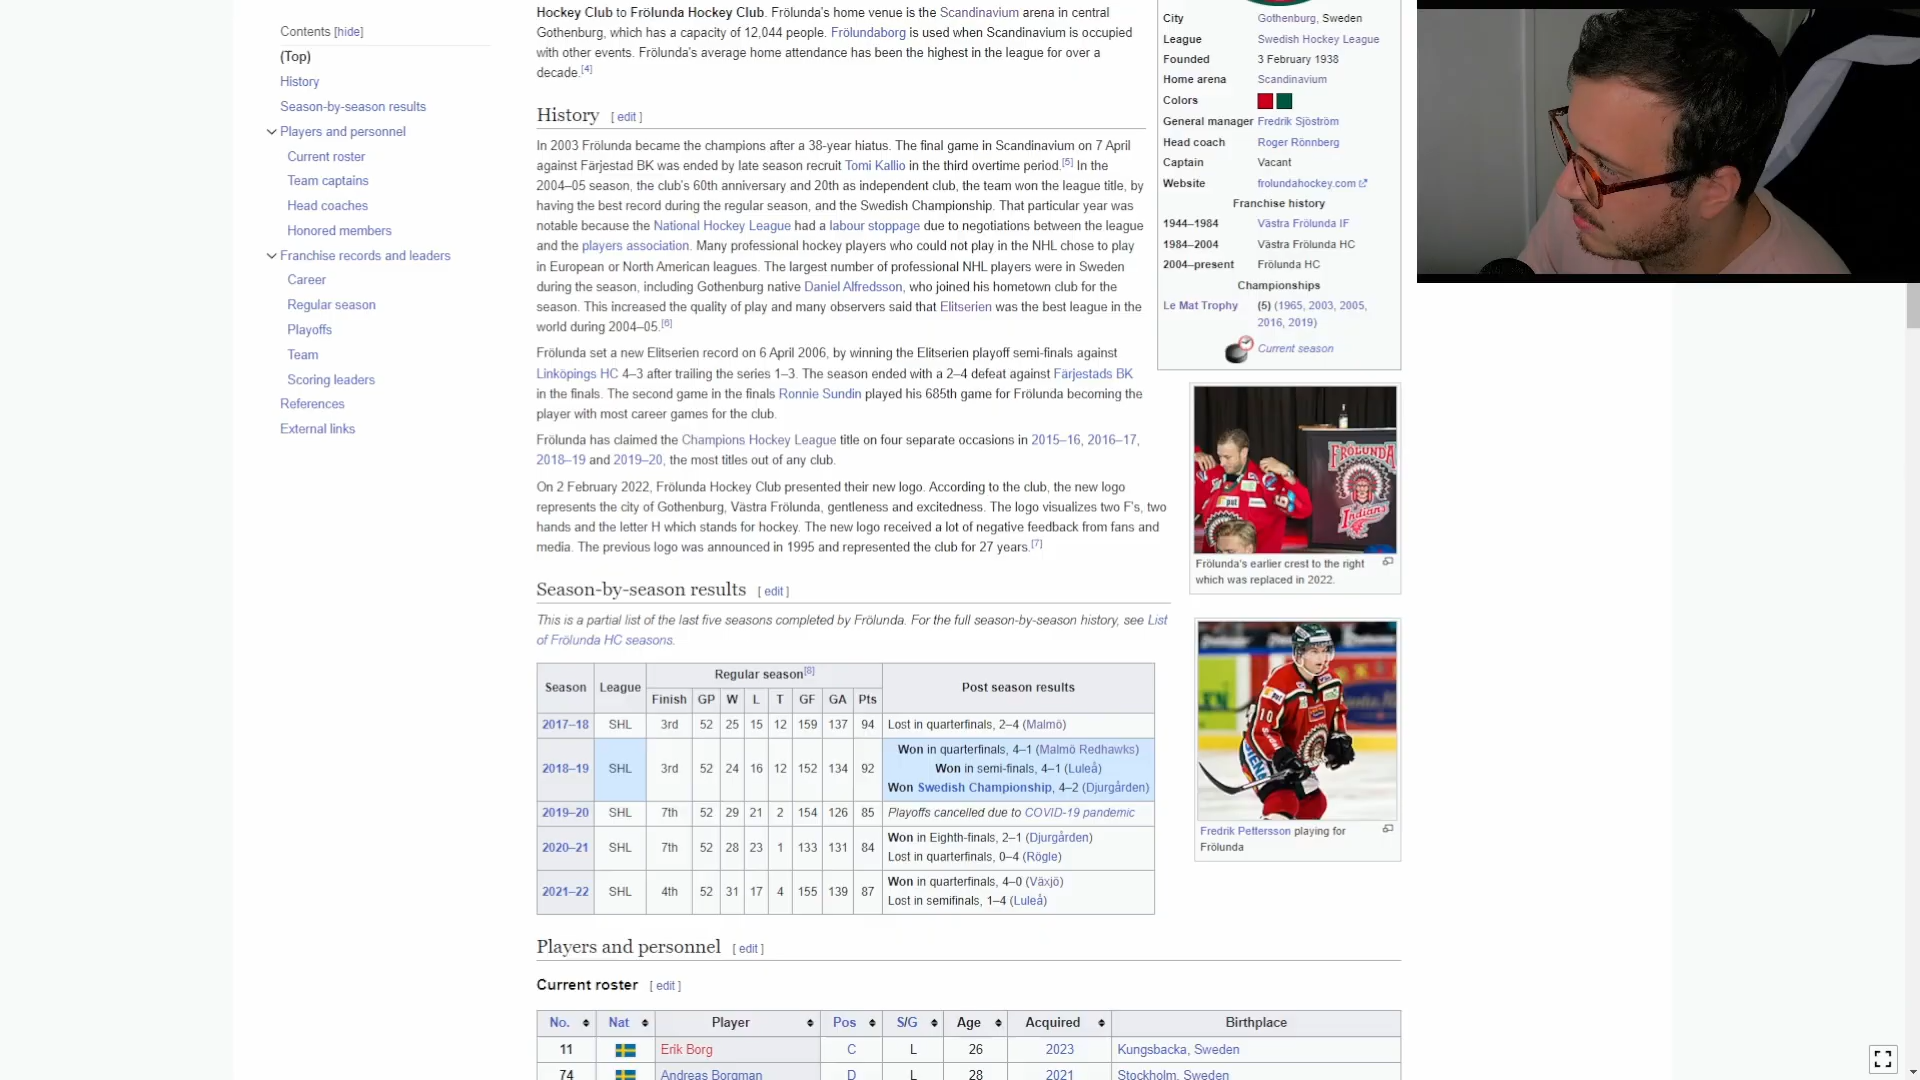 Contents [hide]
(Top)
History
Season-by-season results
Players and personnel
Current roster
Team captains
Head coaches
Honored members
Franchise records and leaders
Career
Regular season
Playoffs
Team
Scoring leaders
References
External links
Hockey Club to Frölunda Hockey Club. Frölunda's home venue is the Scandinavium arena in central
Gothenburg, which has a capacity of 12,044 people. Frölundaborg is used when Scandinavium is occupied
with other events. Frölunda's average home attendance has been the highest in the league for over a
decade.[4]
History [ edit ]
In 2003 Frölunda became the champions after a 38-year hiatus. The final game in Scandinavium on 7 April
against Färjestad BK was ended by late season recruit Tomi Kallio in the third overtime period.[5] In the
2004–05 season, the club's 60th anniversary and 20th as independent club, the team won the league title, by
having the best record during the regular season, and the Swedish Championship. That particular year was
notable because the National Hockey League had a labour stoppage due to negotiations between the league
and the players association. Many professional hockey players who could not play in the NHL chose to play
in European or North American leagues. The largest number of professional NHL players were in Sweden
during the season, including Gothenburg native Daniel Alfredsson, who joined his hometown club for the
season. This increased the quality of play and many observers said that Elitserien was the best league in the
world during 2004–05.[6]
Frölunda set a new Elitserien record on 6 April 2006, by winning the Elitserien playoff semi-finals against
Linköpings HC 4–3 after trailing the series 1–3. The season ended with a 2–4 defeat against Färjestads BK
in the finals. The second game in the finals Ronnie Sundin played his 685th game for Frölunda becoming the
player with most career games for the club.
Frölunda has claimed the Champions Hockey League title on four separate occasions in 2015–16, 2016–17,
2018–19 and 2019–20, the most titles out of any club.
On 2 February 2022, Frölunda Hockey Club presented their new logo. According to the club, the new logo
represents the city of Gothenburg, Västra Frölunda, gentleness and excitedness. The logo visualizes two F's, two
hands and the letter H which stands for hockey. The new logo received a lot of negative feedback from fans and
media. The previous logo was announced in 1995 and represented the club for 27 years.[7]
City Gothenburg, Sweden
League Swedish Hockey League
Founded 3 February 1938
Home arena Scandinavium
Colors
General manager Fredrik Sjöström
Head coach Roger Rönnberg
Captain Vacant
Website frolundahockey.com
Franchise history
1944–1984 Västra Frölunda IF
1984–2004 Västra Frölunda HC
2004–present Frölunda HC
Championships
Le Mat Trophy (5) (1965, 2003, 2005,
2016, 2019)
Current season
FRÖLUNDA
Indians
Frölunda's earlier crest to the right
which was replaced in 2022.
10
Fredrik Pettersson playing for
Frölunda
Season-by-season results [ edit ]
This is a partial list of the last five seasons completed by Frölunda. For the full season-by-season history, see List
of Frölunda HC seasons.
Season League Regular season[8] Post season results
Finish GP W L T GF GA Pts
2017–18 SHL 3rd 52 25 15 12 159 137 94 Lost in quarterfinals, 2–4 (Malmö)
2018–19 SHL 3rd 52 24 16 12 152 134 92 Won in quarterfinals, 4–1 (Malmö Redhawks)
Won in semi-finals, 4–1 (Luleå)
Won Swedish Championship, 4–2 (Djurgården)
2019–20 SHL 7th 52 29 21 2 154 126 85 Playoffs cancelled due to COVID-19 pandemic
2020–21 SHL 7th 52 28 23 1 133 131 84 Won in Eighth-finals, 2–1 (Djurgården)
Lost in quarterfinals, 0–4 (Rögle)
2021–22 SHL 4th 52 31 17 4 155 139 87 Won in quarterfinals, 4–0 (Växjö)
Lost in semifinals, 1–4 (Luleå)
Players and personnel [ edit ]
Current roster [ edit ]
No. Nat Player Pos S/G Age Acquired Birthplace
11 Erik Borg C L 26 2023 Kungsbacka, Sweden
74 Andreas Borgman D L 28 2021 Stockholm, Sweden